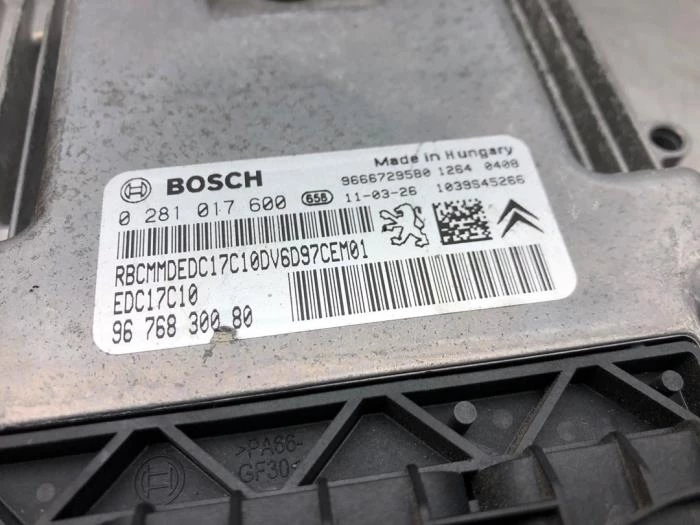 Made in Hungary
BOSCH 9666729580 1264 0408
0 281 017 600 658 11-03-26 1039S45266
RBCMMDEDC17C10DV6D97CEM01
EDC17C10
96 768 300 80
>PA66-
GF30<